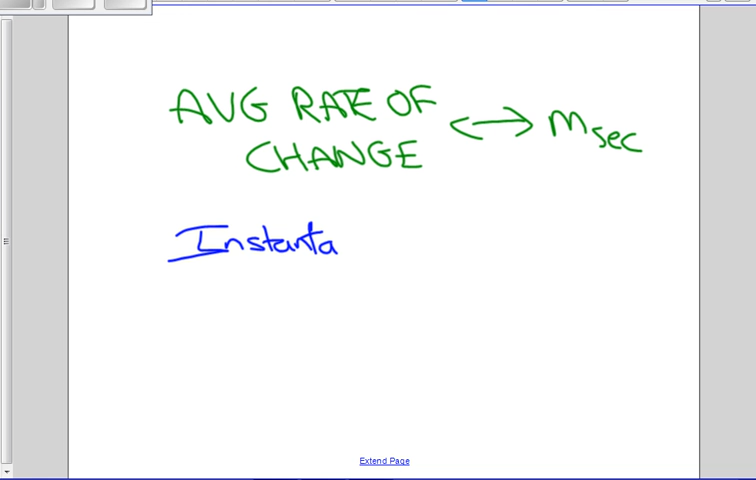 AVG RATE OF
CHANGE
↔ msec
Instanta
Extend Page